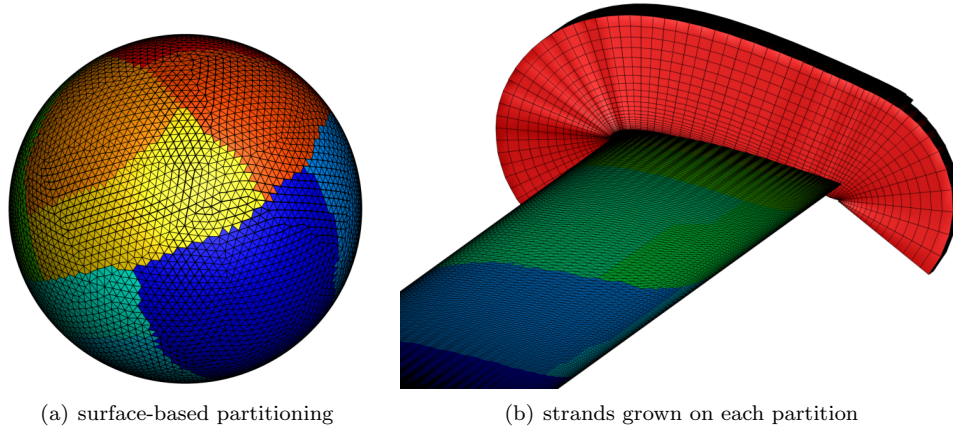 (a) surface-based partitioning
(b) strands grown on each partition